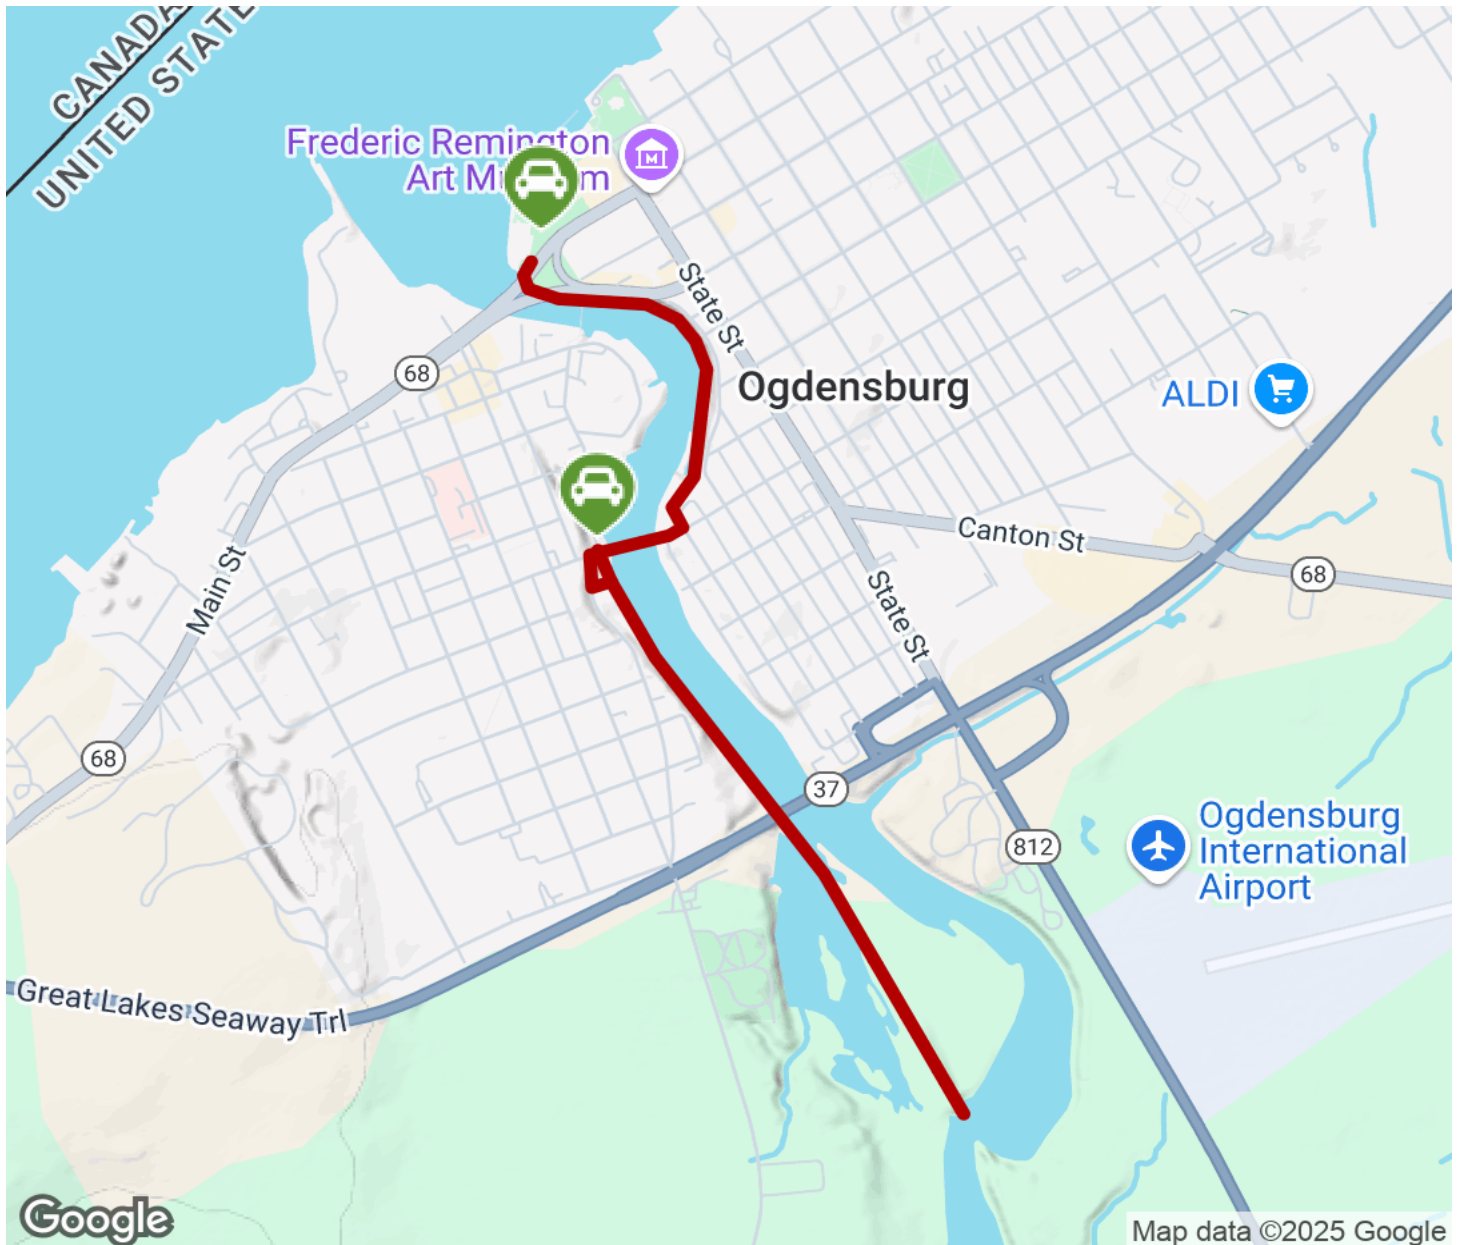 CANADA
UNITED STATE
Frederic Remington
Art M m
State St
68
Ogdensburg
ALDI
Canton St
Main St
68
State St
68
37
812
Ogdensburg
International
Airport
Great Lakes Seaway Trl
Google
Map data ©2025 Google